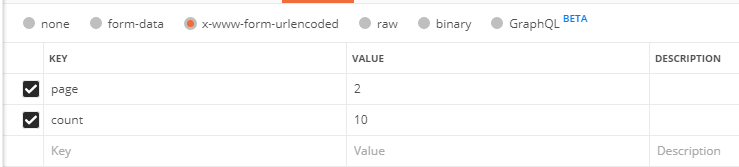 none form-data x-www-form-urlencoded raw binary GraphQL BETA
KEY VALUE DESCRIPTION
page 2
count 10
Key Value Description